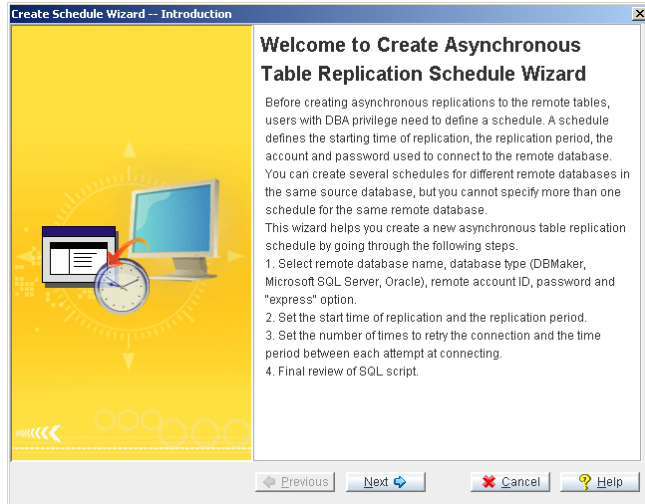 Create Schedule Wizard -- Introduction
Welcome to Create Asynchronous
Table Replication Schedule Wizard
Before creating asynchronous replications to the remote tables,
users with DBA privilege need to define a schedule. A schedule
defines the starting time of replication, the replication period, the
account and password used to connect to the remote database.
You can create several schedules for different remote databases in
the same source database, but you cannot specify more than one
schedule for the same remote database.
This wizard helps you create a new asynchronous table replication
schedule by going through the following steps.
1. Select remote database name, database type (DBMaker,
Microsoft SQL Server, Oracle), remote account ID, password and
"express" option.
2. Set the start time of replication and the replication period.
3. Set the number of times to retry the connection and the time
period between each attempt at connecting.
4. Final review of SQL script.
Previous Next Cancel Help